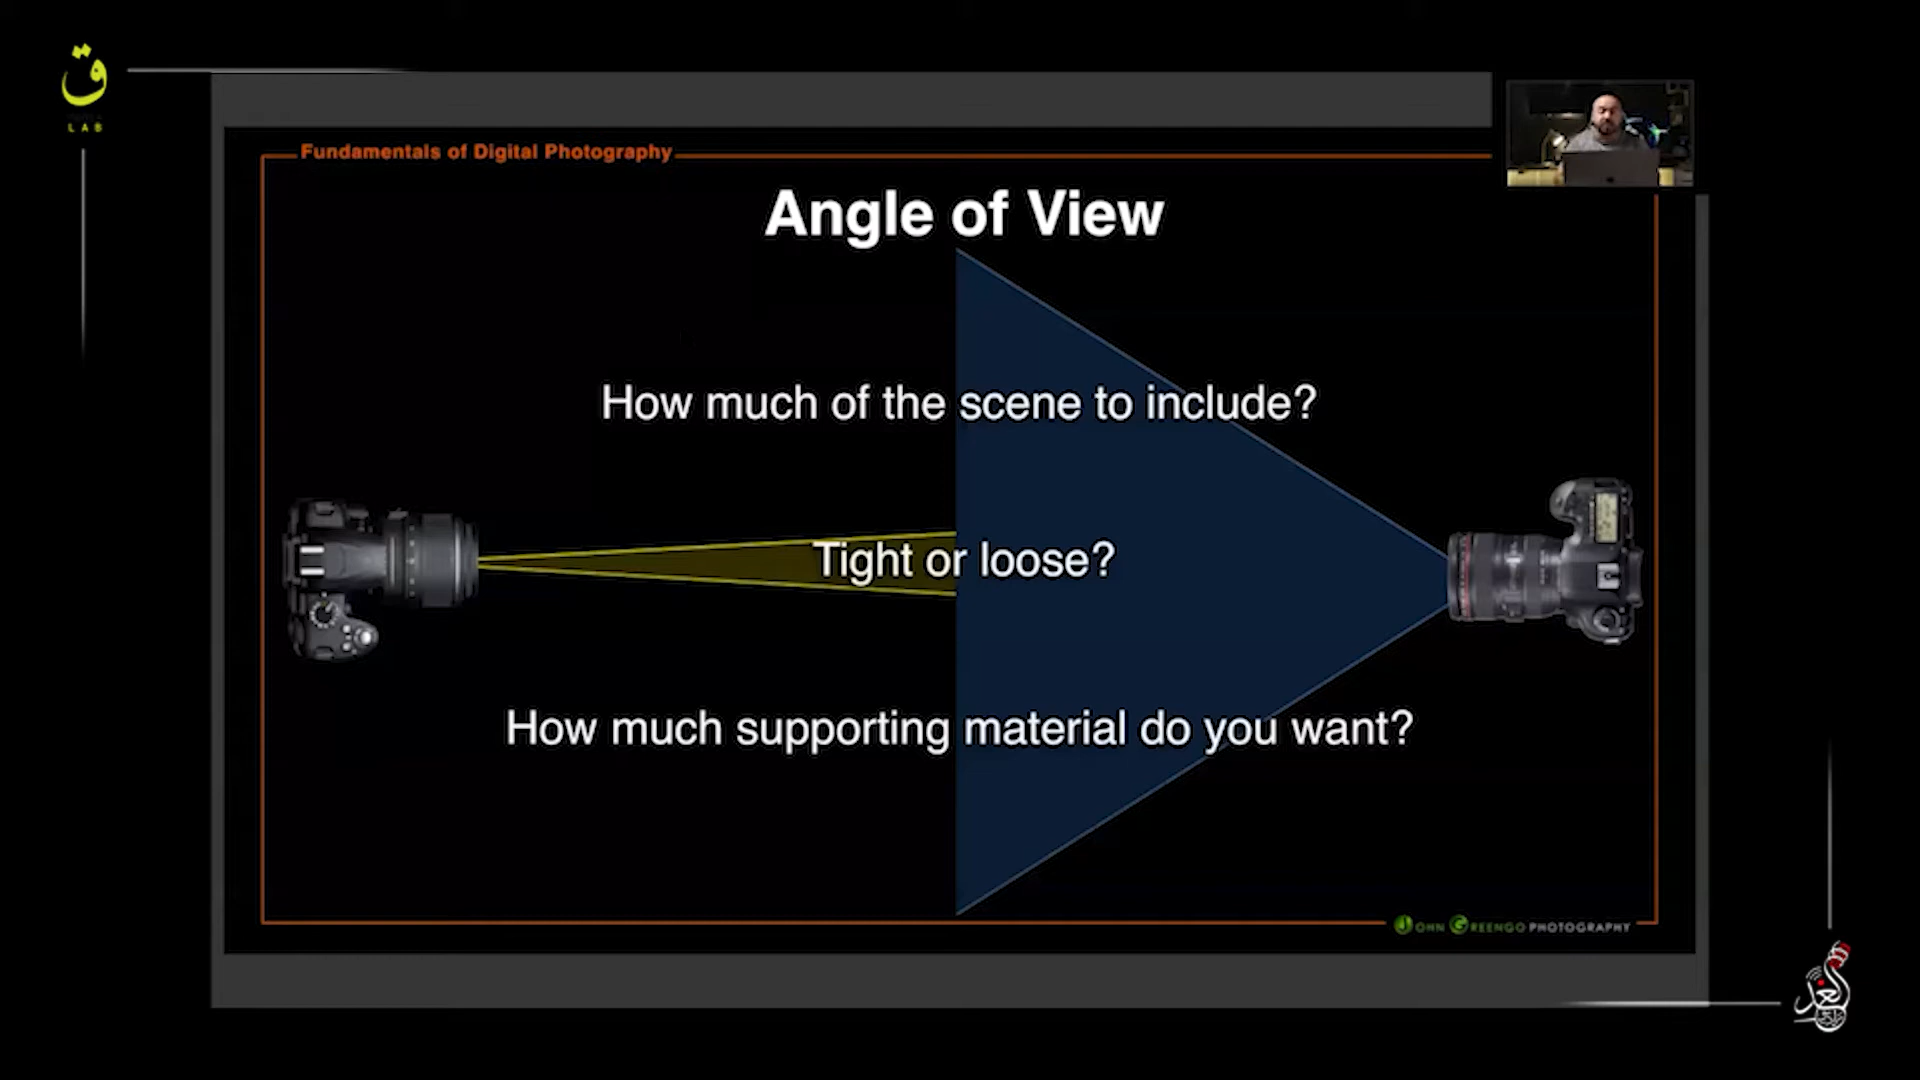 ق
LAB
Fundamentals of Digital Photography
Angle of View
How much of the scene to include?
Tight or loose?
How much supporting material do you want?
JOHN GREENGO PHOTOGRAPHY